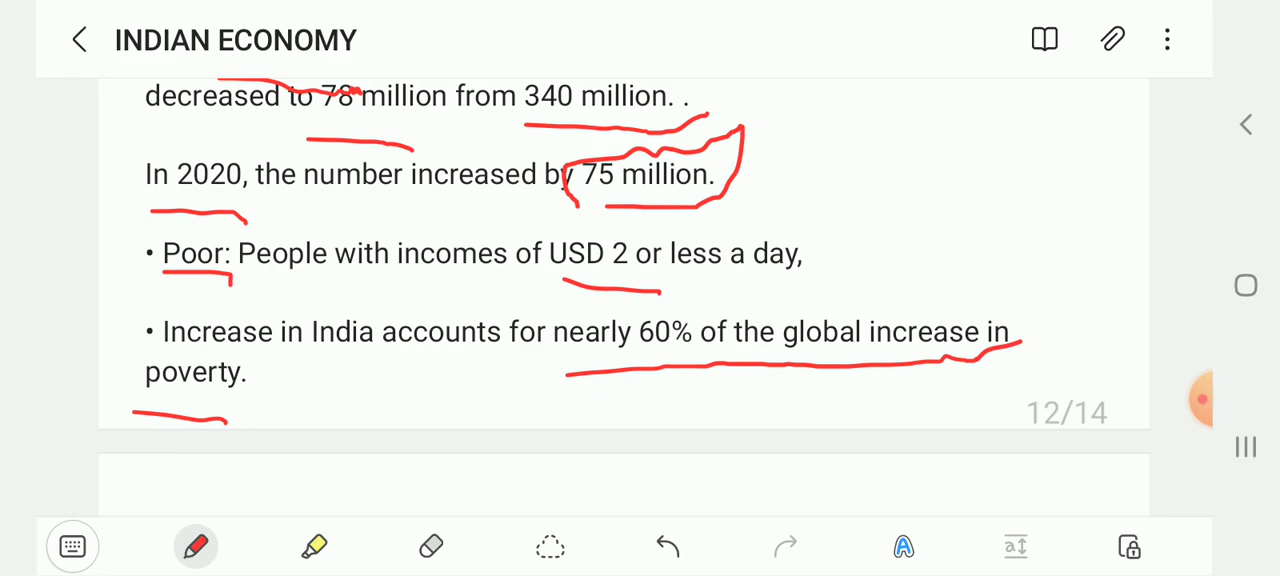 INDIAN ECONOMY
decreased to 78 million from 340 million. .
In 2020, the number increased by 75 million.
• Poor: People with incomes of USD 2 or less a day,
• Increase in India accounts for nearly 60% of the global increase in
poverty.
12/14
A
a